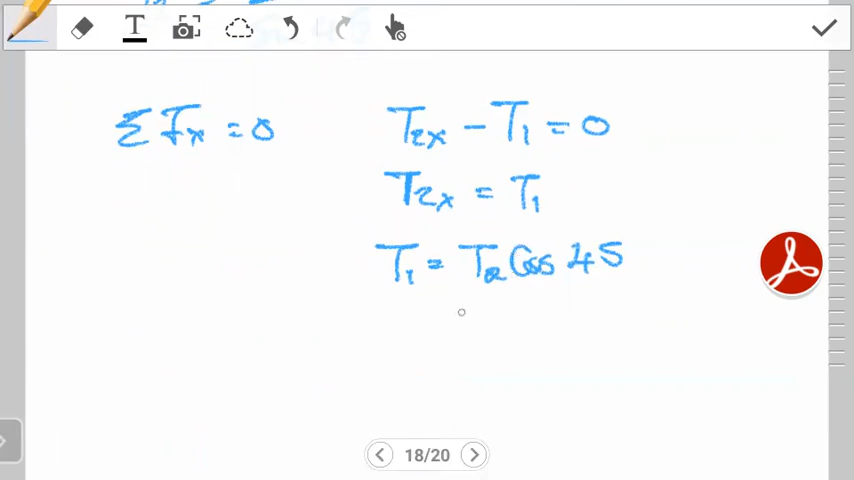 T
ΣFx = 0
T2x - T1 = 0
T2x = T1
T1 = T2 Cos 45
18/20